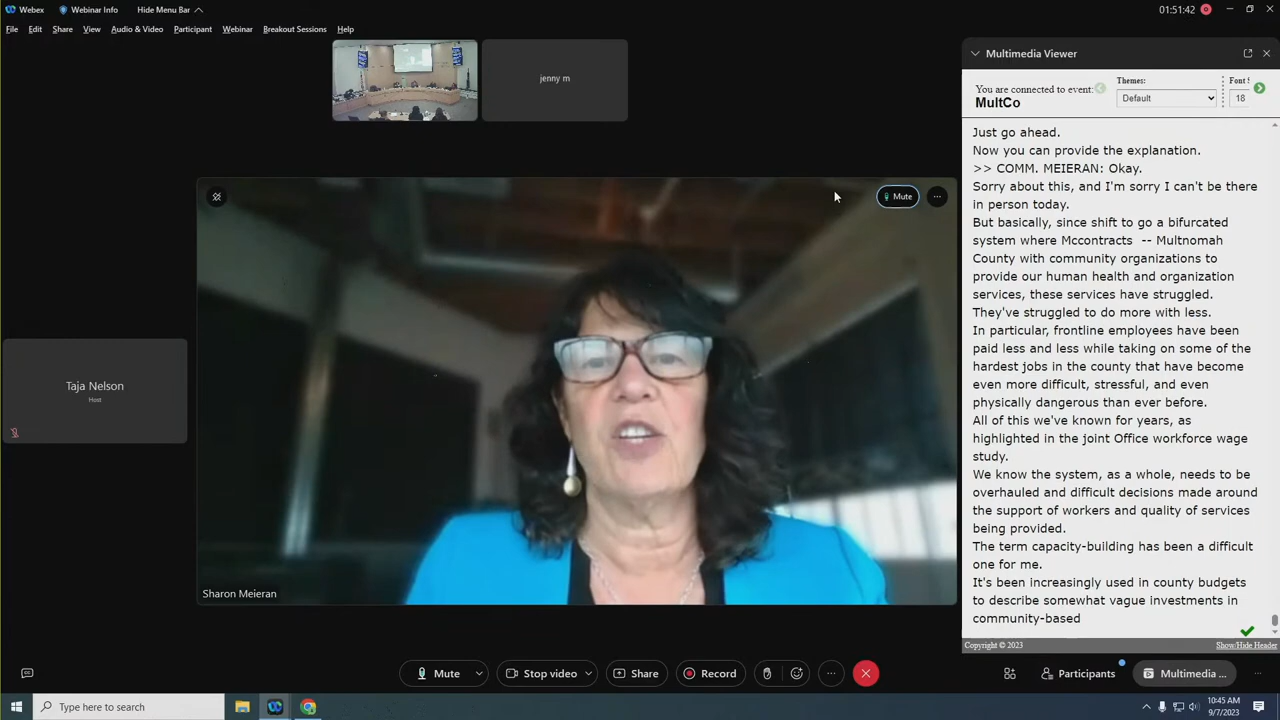 Webex
Webinar Info
Hide Menu Bar
01:51:42
File
Edit
Share
View
Audio & Video
Participant
Webinar
Breakout Sessions
Help
jenny m
Taja Nelson
Host
Mute
Sharon Meieran
Multimedia Viewer
You are connected to event:
MultCo
Themes:
Default
Font S
18
Just go ahead.
Now you can provide the explanation.
>> COMM. MEIERAN: Okay.
Sorry about this, and I'm sorry I can't be there
in person today.
But basically, since shift to go a bifurcated
system where Mccontracts -- Multnomah
County with community organizations to
provide our human health and organization
services, these services have struggled.
They've struggled to do more with less.
In particular, frontline employees have been
paid less and less while taking on some of the
hardest jobs in the county that have become
even more difficult, stressful, and even
physically dangerous than ever before.
All of this we've known for years, as
highlighted in the joint Office workforce wage
study.
We know the system, as a whole, needs to be
overhauled and difficult decisions made around
the support of workers and quality of services
being provided.
The term capacity-building has been a difficult
one for me.
It's been increasingly used in county budgets
to describe somewhat vague investments in
community-based
Copyright © 2023
Show/Hide Header
Mute
Stop video
Share
Record
Participants
Multimedia ...
Type here to search
10:45 AM
9/7/2023